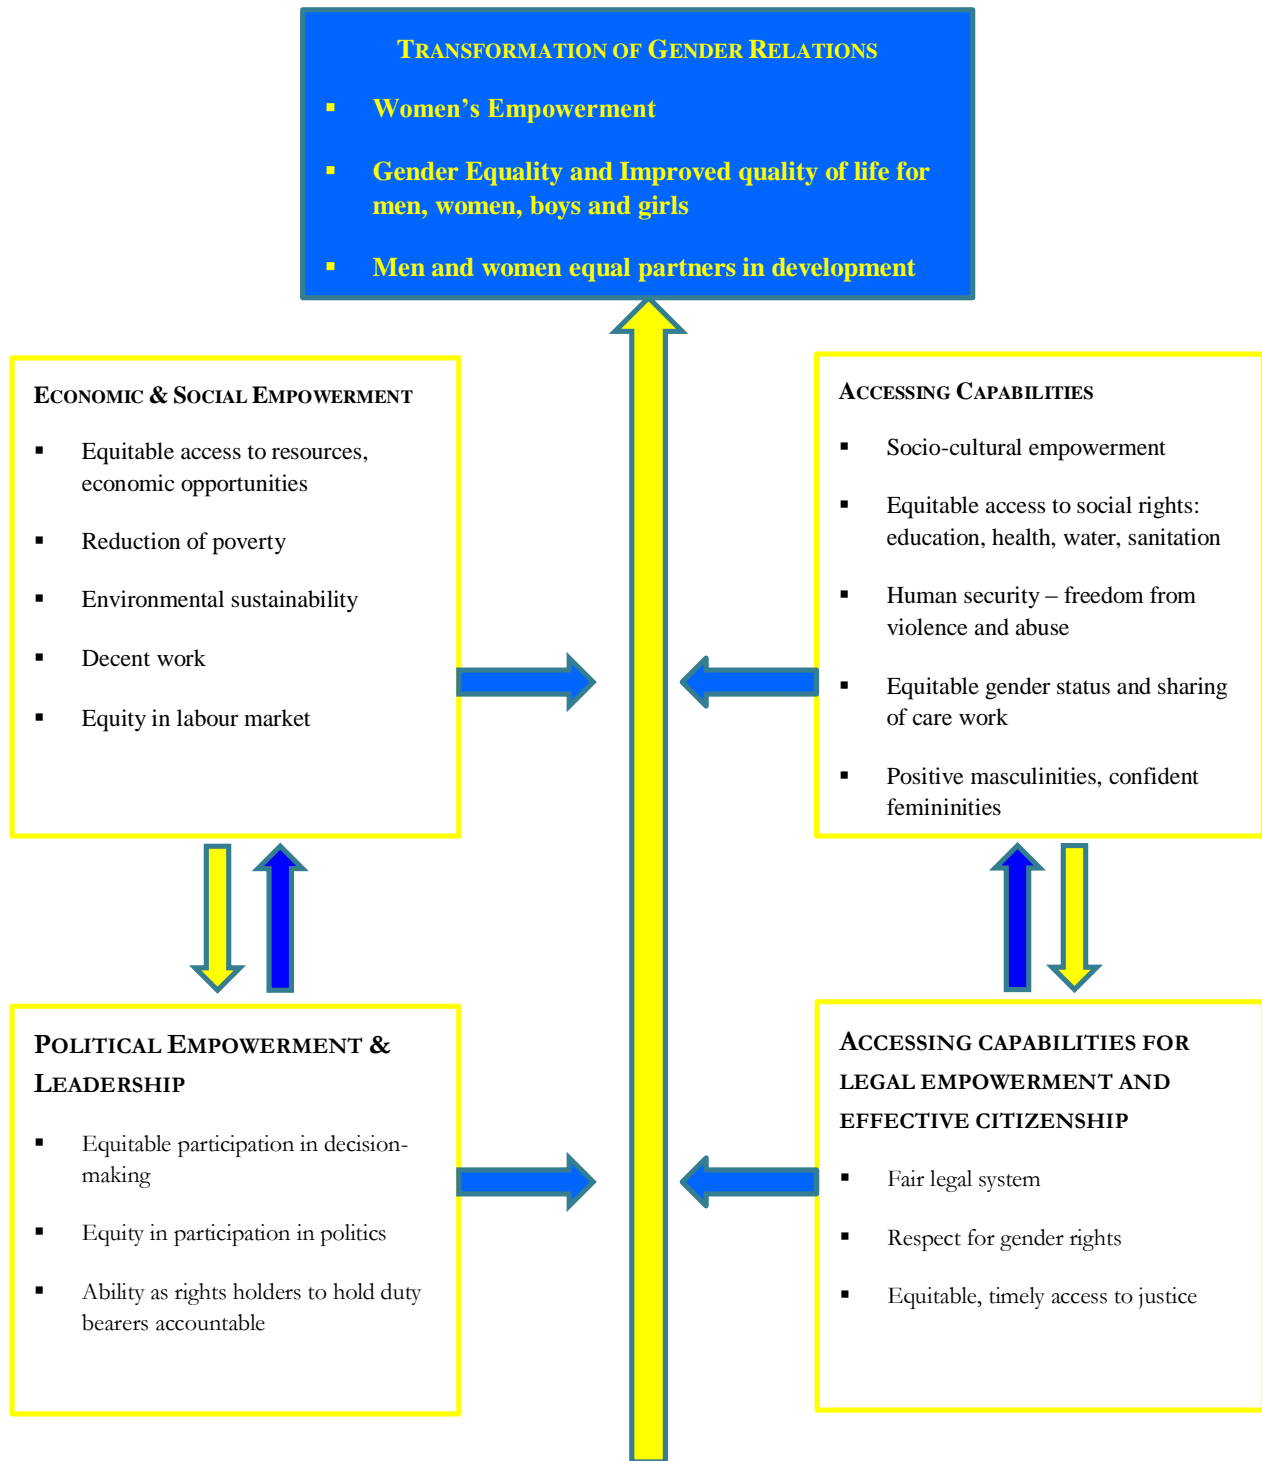 TRANSFORMATION OF GENDER RELATIONS
▪ Women's Empowerment
▪ Gender Equality and Improved quality of life for
men, women, boys and girls
▪ Men and women equal partners in development
ECONOMIC & SOCIAL EMPOWERMENT
▪ Equitable access to resources,
economic opportunities
▪ Reduction of poverty
▪ Environmental sustainability
▪ Decent work
▪ Equity in labour market
ACCESSING CAPABILITIES
▪ Socio-cultural empowerment
▪ Equitable access to social rights:
education, health, water, sanitation
▪ Human security – freedom from
violence and abuse
▪ Equitable gender status and sharing
of care work
▪ Positive masculinities, confident
femininities
POLITICAL EMPOWERMENT &
LEADERSHIP
▪ Equitable participation in decision-
making
▪ Equity in participation in politics
▪ Ability as rights holders to hold duty
bearers accountable
ACCESSING CAPABILITIES FOR
LEGAL EMPOWERMENT AND
EFFECTIVE CITIZENSHIP
▪ Fair legal system
▪ Respect for gender rights
▪ Equitable, timely access to justice